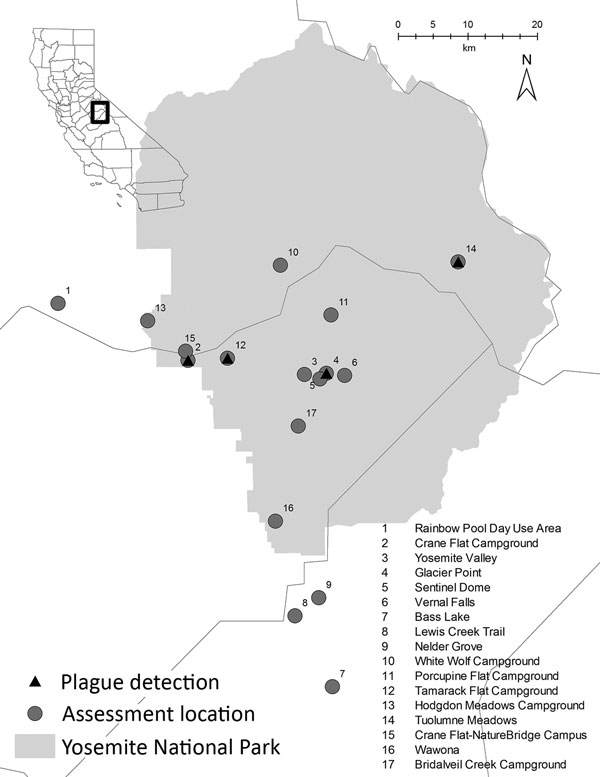 0 10 20
km
N
14
10
1
11
13
15
2
12
3
4
5
6
17
16
9
8
7
1 Rainbow Pool Day Use Area
2 Crane Flat Campground
3 Yosemite Valley
4 Glacier Point
5 Sentinel Dome
6 Vernal Falls
7 Bass Lake
8 Lewis Creek Trail
9 Nelder Grove
10 White Wolf Campground
11 Porcupine Flat Campground
12 Tamarack Flat Campground
13 Hodgdon Meadows Campground
14 Tuolumne Meadows
15 Crane Flat-NatureBridge Campus
16 Wawona
17 Bridalveil Creek Campground
Plague detection
Assessment location
Yosemite National Park